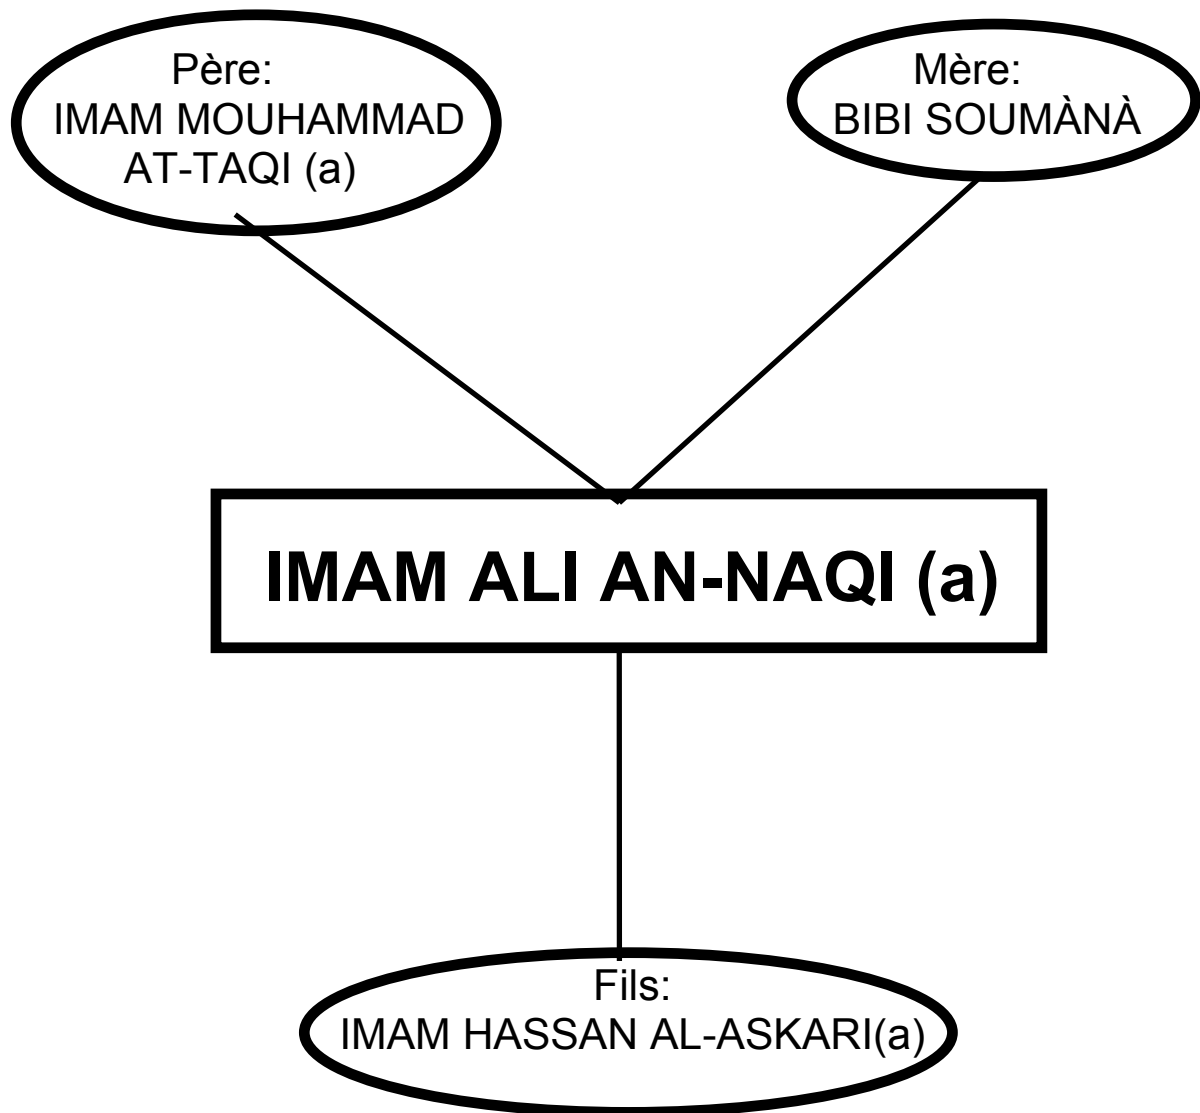 Père:
IMAM MOUHAMMAD
AT-TAQI (a)
Mère:
BIBI SOUMÀNÀ
IMAM ALI AN-NAQI (a)
Fils:
IMAM HASSAN AL-ASKARI(a)